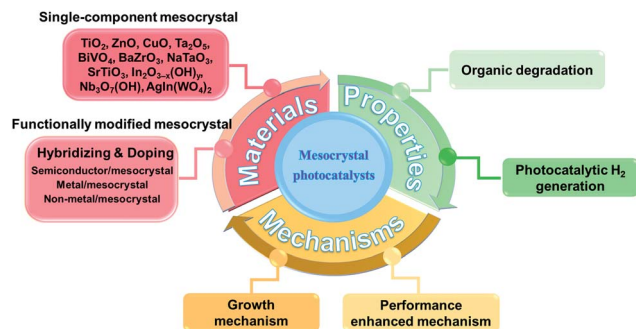 Single-component mesocrystal
TiO₂, ZnO, CuO, Ta₂O₅,
BiVO₄, BaZrO₃, NaTaO₃,
SrTiO₃, In₂O₃₋ₓ(OH)ᵧ,
Nb₃O₇(OH), AgIn(WO₄)₂
Functionally modified mesocrystal
Hybridizing & Doping
Semiconductor/mesocrystal
Metal/mesocrystal
Non-metal/mesocrystal
Materials
Properties
Mechanisms
Mesocrystal
photocatalysts
Organic degradation
Photocatalytic H₂
generation
Growth
mechanism
Performance
enhanced mechanism